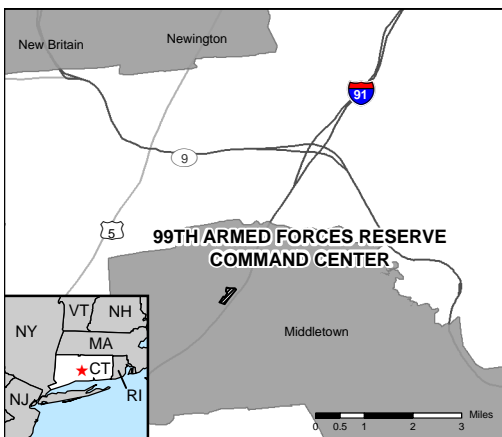 New Britain
Newington
91
9
5
99TH ARMED FORCES RESERVE
COMMAND CENTER
Middletown
VT
NH
NY
MA
CT
RI
NJ
Miles
0 0.5 1 2 3